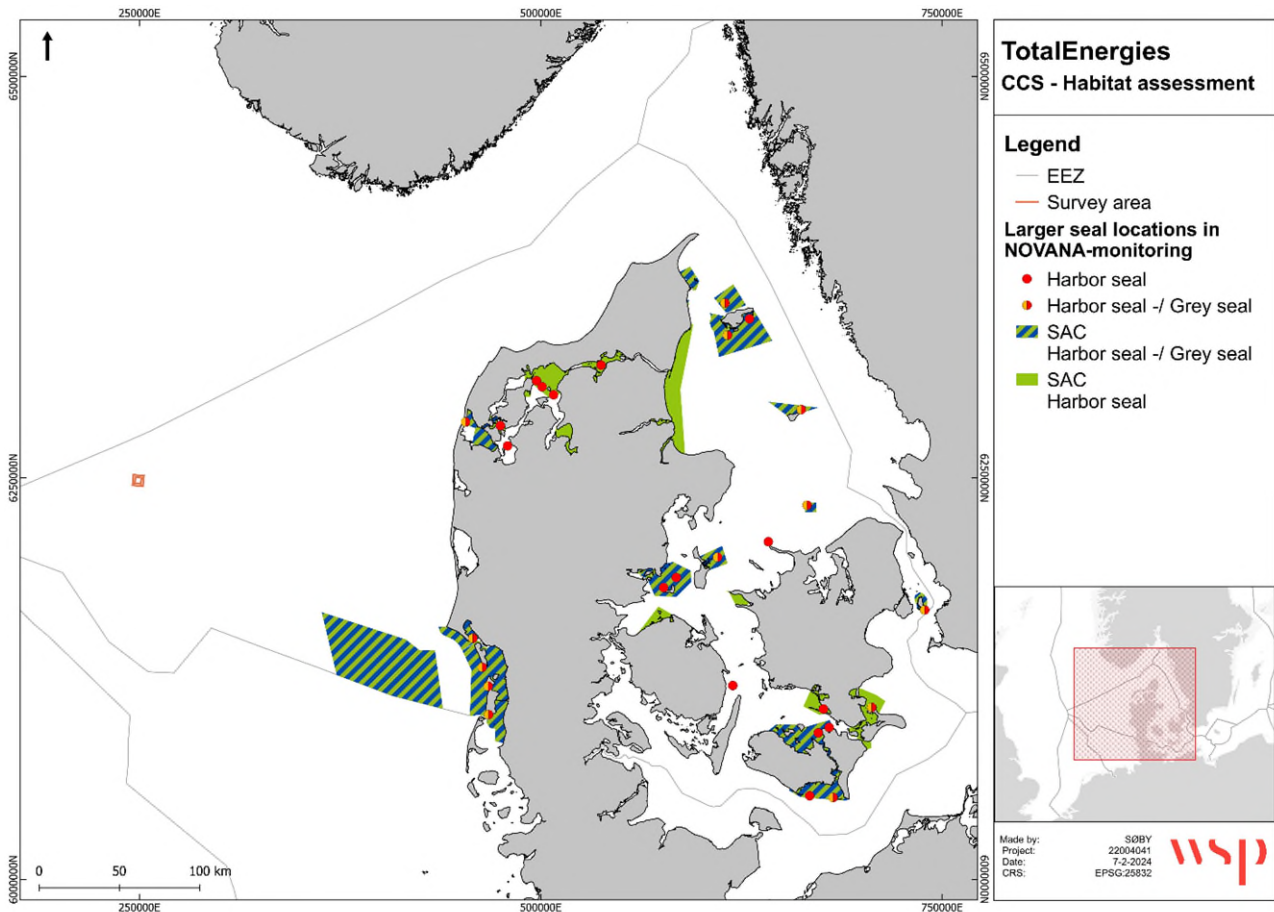 250000E
500000E
750000E
6500000N
6500000N
6250000N
6250000N
6000000N
6000000N
0
50
100 km
250000E
500000E
750000E
TotalEnergies
CCS - Habitat assessment
Legend
EEZ
Survey area
Larger seal locations in
NOVANA-monitoring
Harbor seal
Harbor seal -/ Grey seal
SAC
Harbor seal -/ Grey seal
SAC
Harbor seal
Made by: SØBY
Project: 22004041
Date: 7-2-2024
CRS: EPSG:25832
wsp